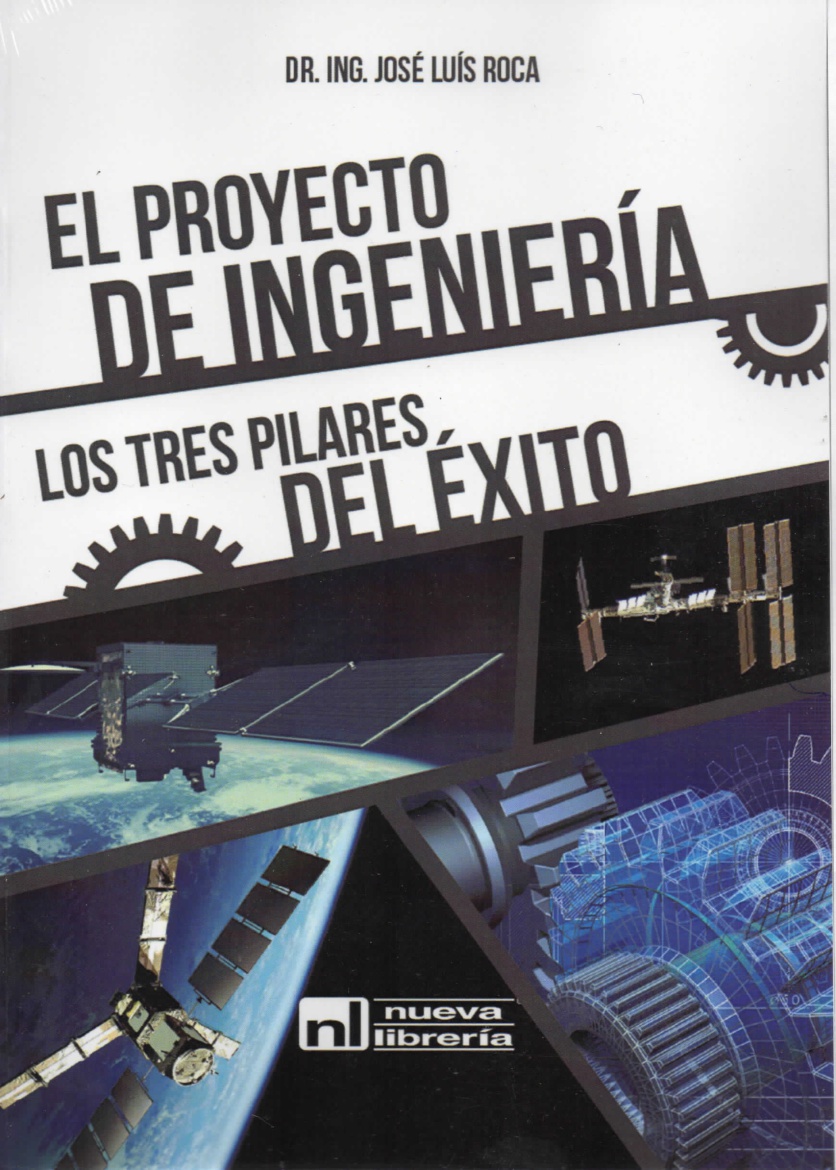 DR. ING. JOSÉ LUÍS ROCA
EL PROYECTO
DE INGENIERÍA
LOS TRES PILARES
DEL ÉXITO
nl nueva
librería